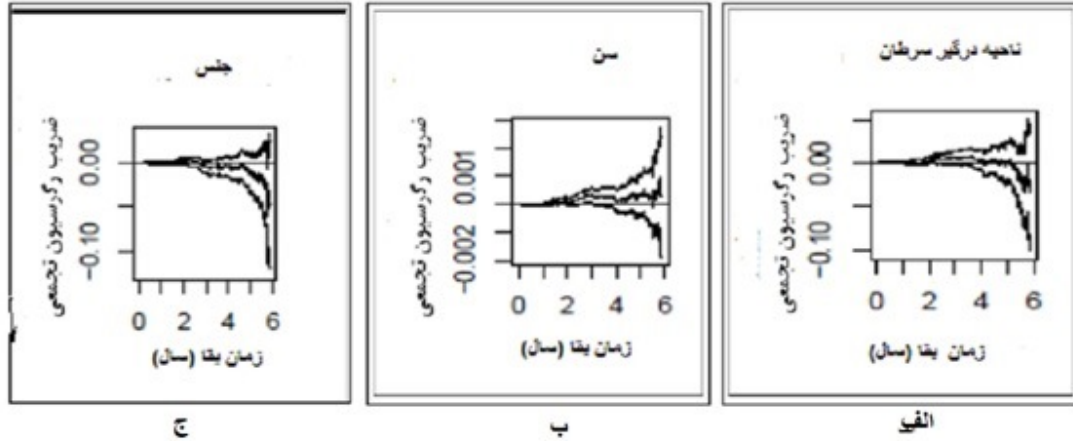 ناحیه درگیر سرطان
ضریب رگرسیون تجمعی
0.00
-0.10
0 2 4 6
زمان بقا (سال)
الف
سن
ضریب رگرسیون تجمعی
0.001
-0.002
0 2 4 6
زمان بقا (سال)
ب
جنس
ضریب رگرسیون تجمعی
0.00
-0.10
0 2 4 6
زمان بقا (سال)
ج